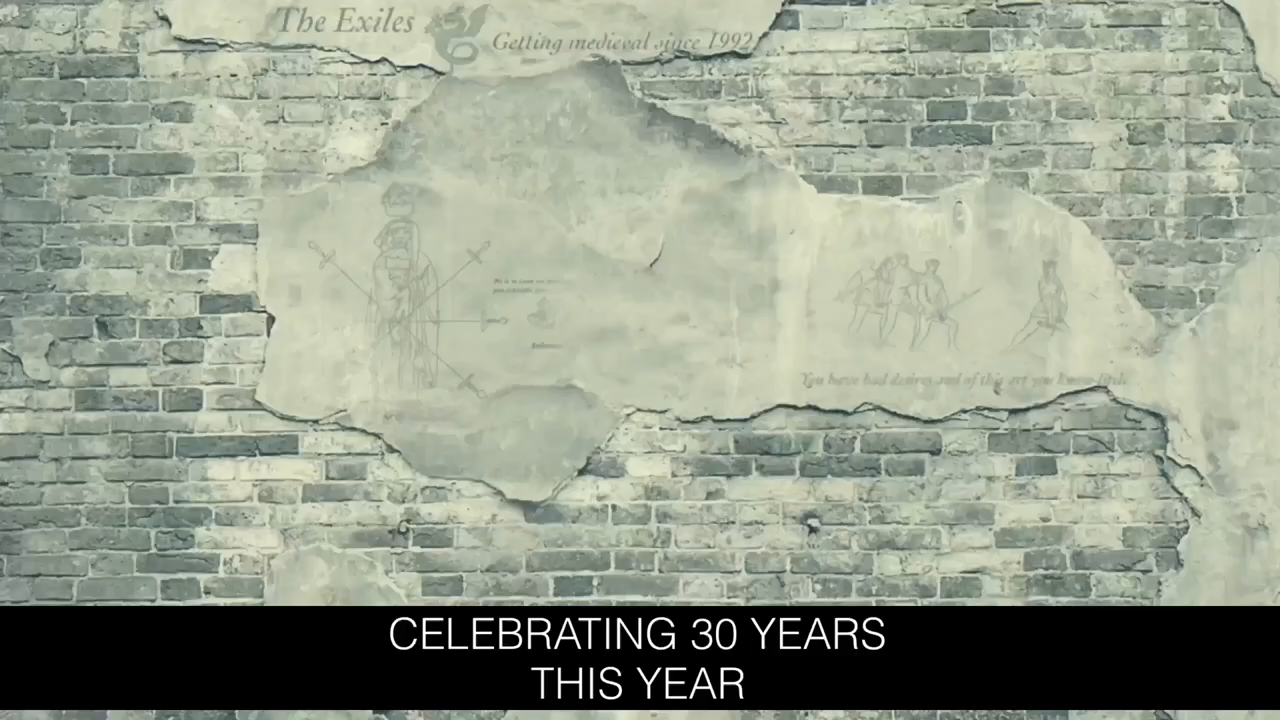 The Exiles
Getting medieval since 1992
You have had desires and of this art you know little
CELEBRATING 30 YEARS
THIS YEAR